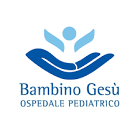 Bambino Gesù
OSPEDALE PEDIATRICO